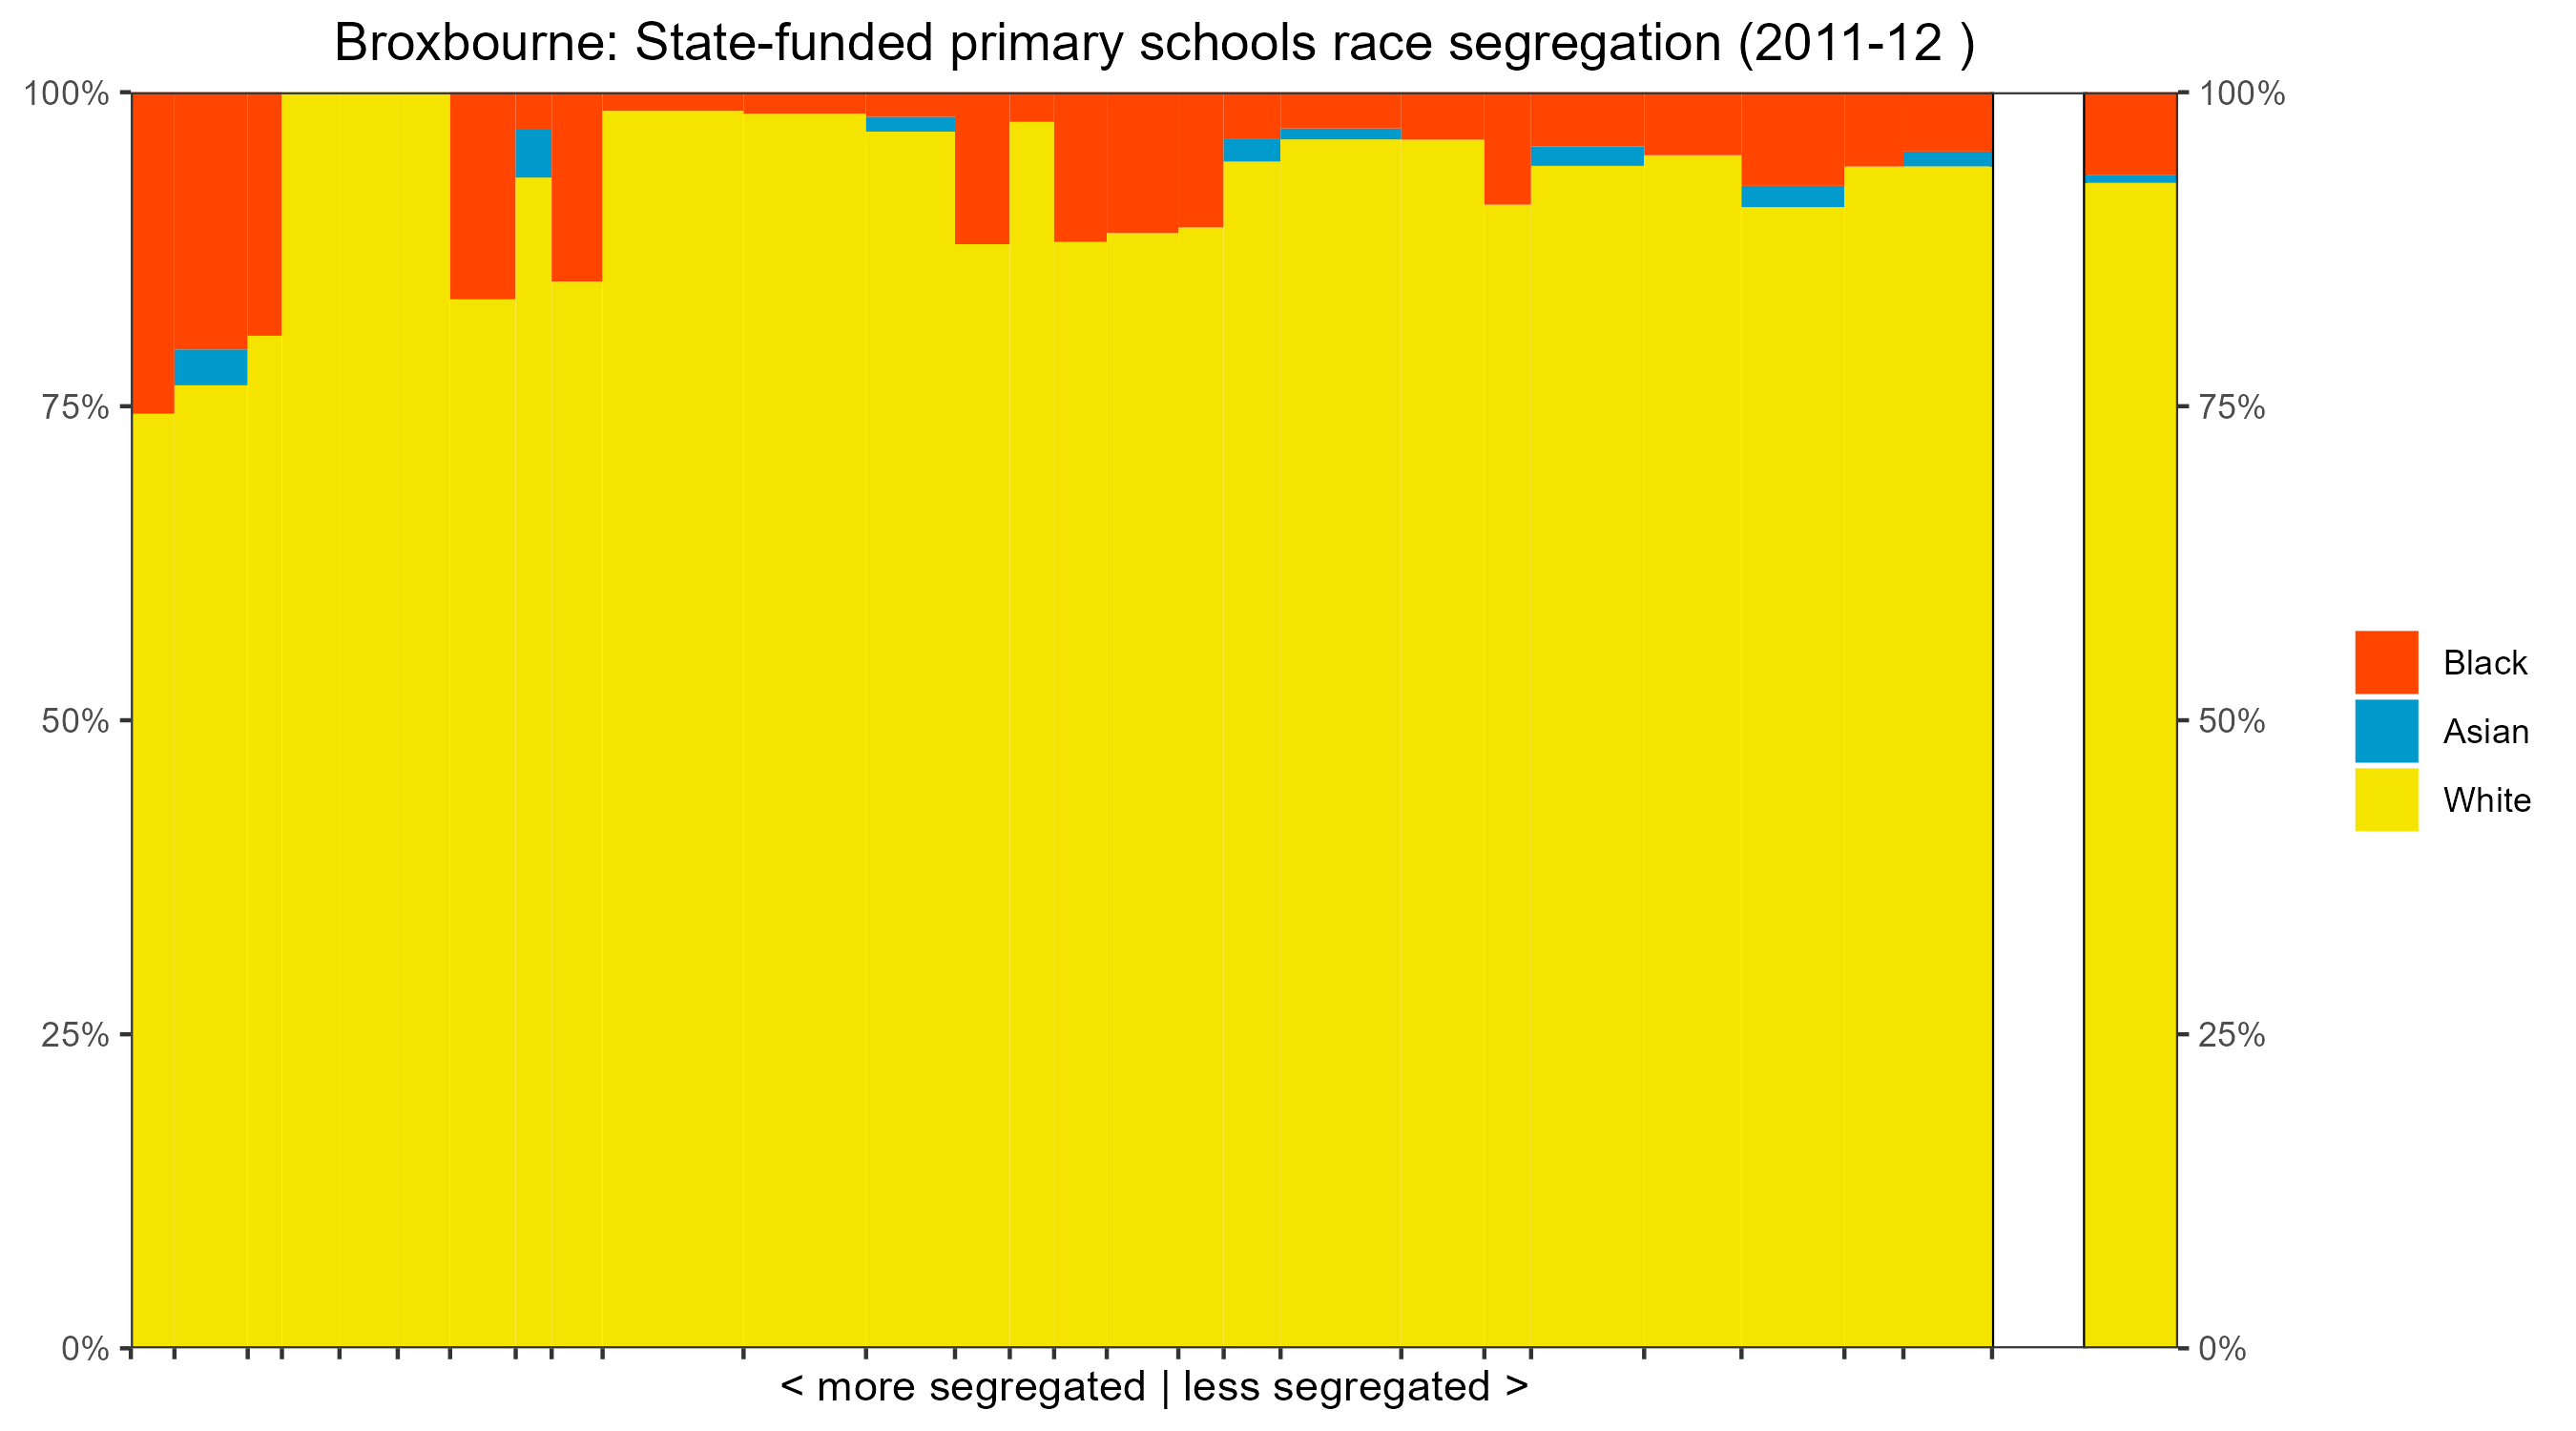 Broxbourne: State-funded primary schools race segregation (2011-12 )
100%
100%
75%
75%
50%
50%
25%
25%
0%
0%
Black
Asian
White
< more segregated | less segregated >